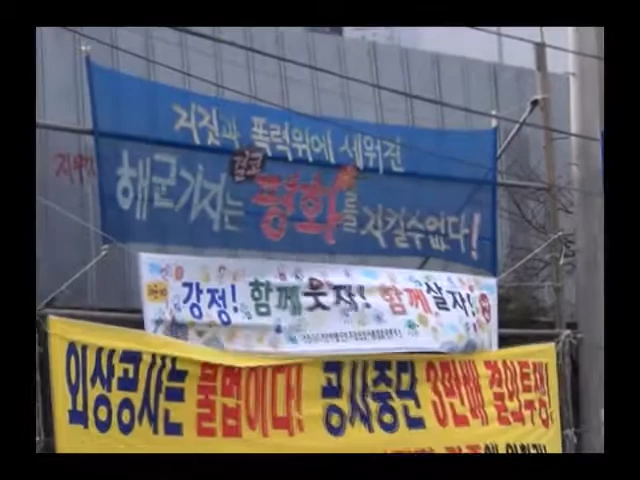 거짓과 폭력위에 세워진
해군기지는 결코 평화를 지킬수없다!
강정! 함께웃자! 함께살자!
외상공사는 불법이다! 공사중단 3만배 결의투쟁!